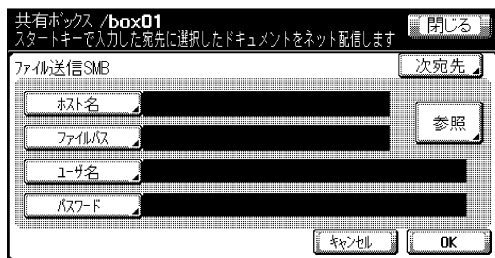 共有ボックス /box01
閉じる
スタートキーで入力した宛先に選択したドキュメントをネット配信します
ファイル送信SMB
次宛先
ホスト名
参照
ファイルパス
ユーザ名
パスワード
キャンセル
OK